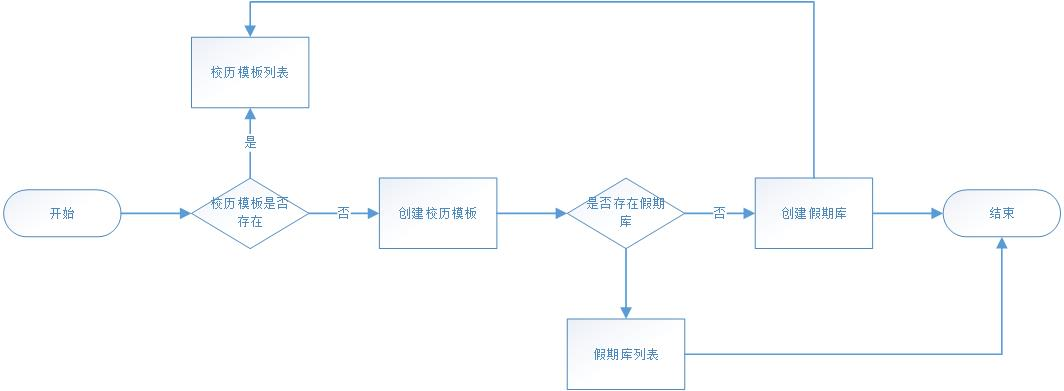 校历模板列表
是
开始
校历模板是否
存在
否
创建校历模板
是否存在假期
库
否
创建假期库
结束
假期库列表